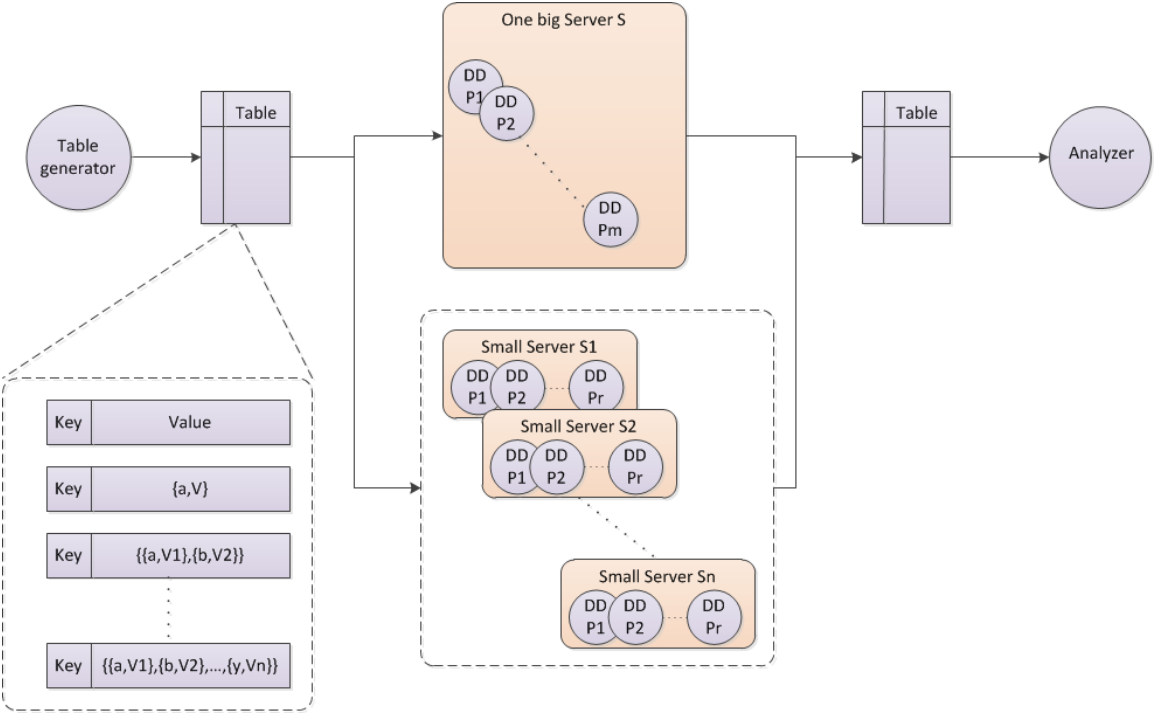 One big Server S
DD
P1
DD
P2
DD
Pm
Table
generator
Table
Table
Analyzer
Small Server S1
DD
P1
DD
P2
DD
Pr
Small Server S2
DD
P1
DD
P2
DD
Pr
Small Server Sn
DD
P1
DD
P2
DD
Pr
Key Value
Key {a,V}
Key {{a,V1},{b,V2}}
Key {{a,V1},{b,V2},...,{y,Vn}}